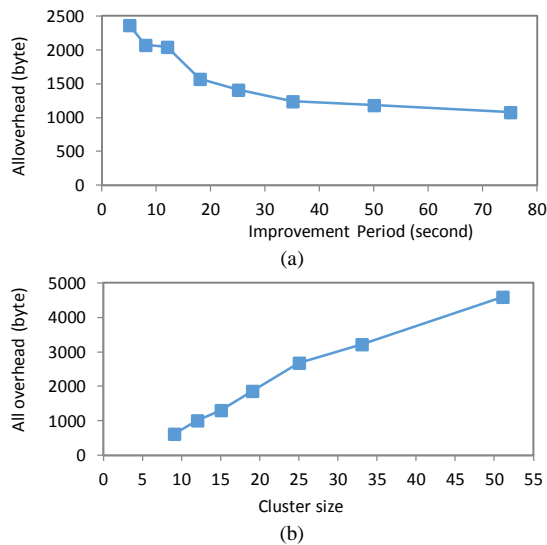 2500
2000
1500
1000
500
0
Alloverhead (byte)
0 10 20 30 40 50 60 70 80
Improvement Period (second)
(a)
5000
4000
3000
2000
1000
0
All overhead (byte)
0 5 10 15 20 25 30 35 40 45 50 55
Cluster size
(b)